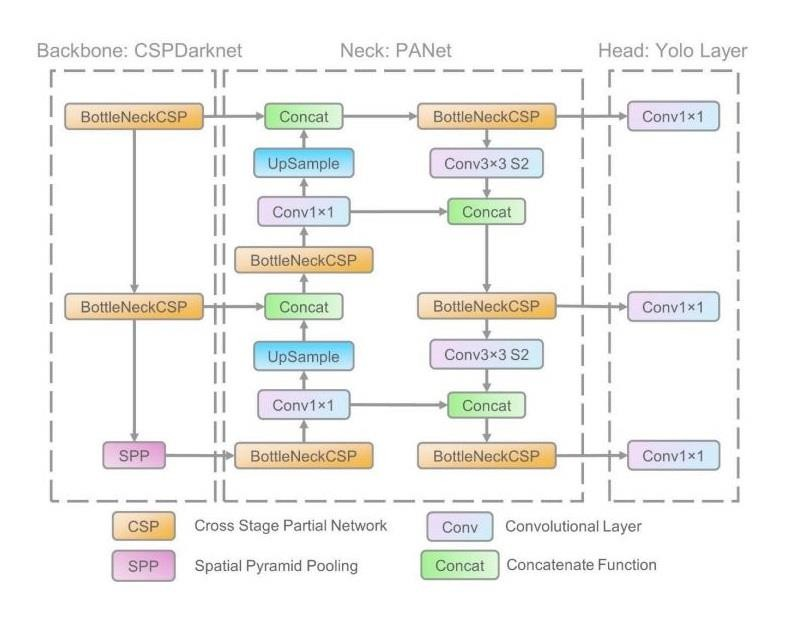 Backbone: CSPDarknet
Neck: PANet
Head: Yolo Layer
BottleNeckCSP
Concat
BottleNeckCSP
Conv1×1
UpSample
Conv3×3 S2
Conv1×1
Concat
BottleNeckCSP
BottleNeckCSP
Concat
BottleNeckCSP
Conv1×1
UpSample
Conv3×3 S2
Conv1×1
Concat
SPP
BottleNeckCSP
BottleNeckCSP
Conv1×1
CSP
Cross Stage Partial Network
Conv
Convolutional Layer
SPP
Spatial Pyramid Pooling
Concat
Concatenate Function